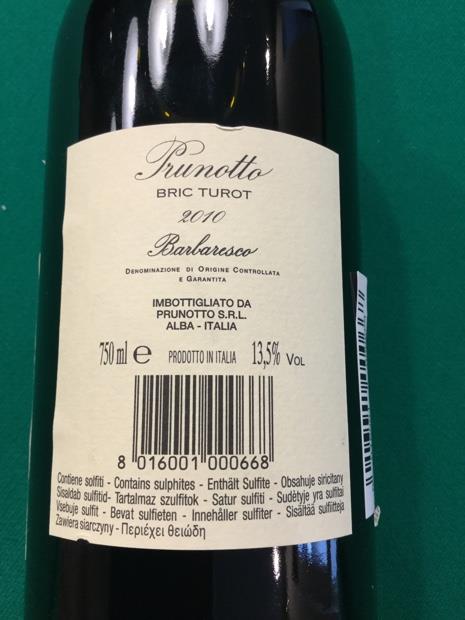 Prunotto
BRIC TUROT
2010
Barbaresco
DENOMINAZIONE DI ORIGINE CONTROLLATA
E GARANTITA
IMBOTTIGLIATO DA
PRUNOTTO S.R.L.
ALBA - ITALIA
750 ml e PRODOTTO IN ITALIA 13,5% VOL
8 016001 000668
Contiene solfiti - Contains sulphites - Enthält Sulfite - Obsahuje siricitany
Sisaldab sulfitid- Tartalmaz szulfitok - Satur sulfiti - Sudėtyje yra sulfitai
Vsebuje sulfit - Bevat sulfieten - Innehåller sulfiter - Sisältää sulfiitteja
Zawiera siarczyny - Περιέχει θειώδη